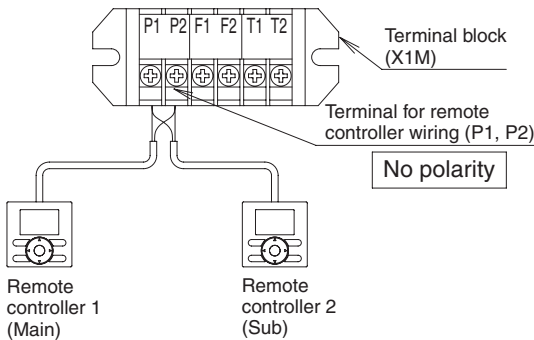 P1 P2 F1 F2 T1 T2
Terminal block
(X1M)
Terminal for remote
controller wiring (P1, P2)
No polarity
Remote
controller 1
(Main)
Remote
controller 2
(Sub)